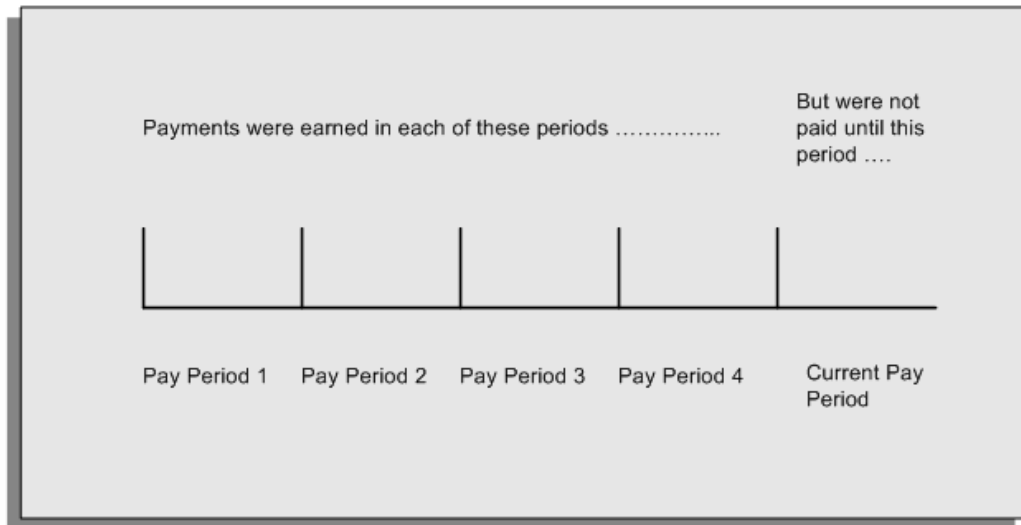 Payments were earned in each of these periods ……………..
But were not
paid until this
period ….
Pay Period 1
Pay Period 2
Pay Period 3
Pay Period 4
Current Pay
Period